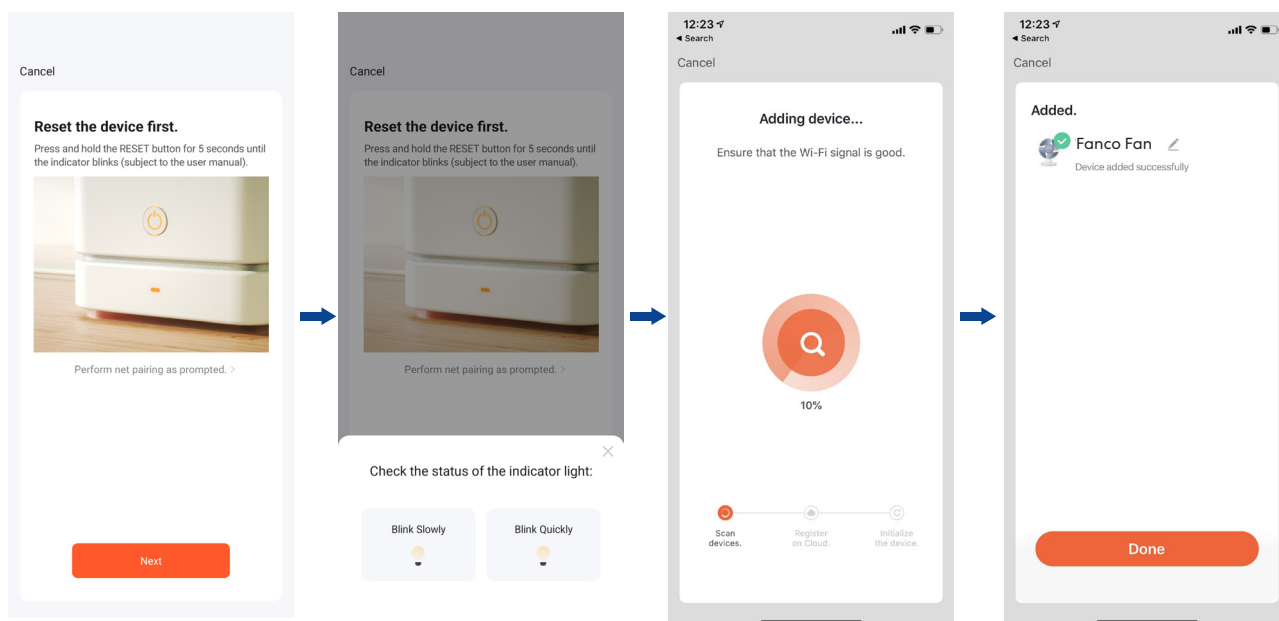 Cancel
Reset the device first.
Press and hold the RESET button for 5 seconds until
the indicator blinks (subject to the user manual).
Perform net pairing as prompted. >
Next
Cancel
Reset the device first.
Press and hold the RESET button for 5 seconds until
the indicator blinks (subject to the user manual).
Perform net pairing as prompted. >
Check the status of the indicator light:
Blink Slowly
Blink Quickly
12:23
◄ Search
Cancel
Adding device...
Ensure that the Wi-Fi signal is good.
10%
Scan
devices.
Register
on Cloud.
Initialize
the device.
12:23
◄ Search
Cancel
Added.
Fanco Fan
Device added successfully
Done